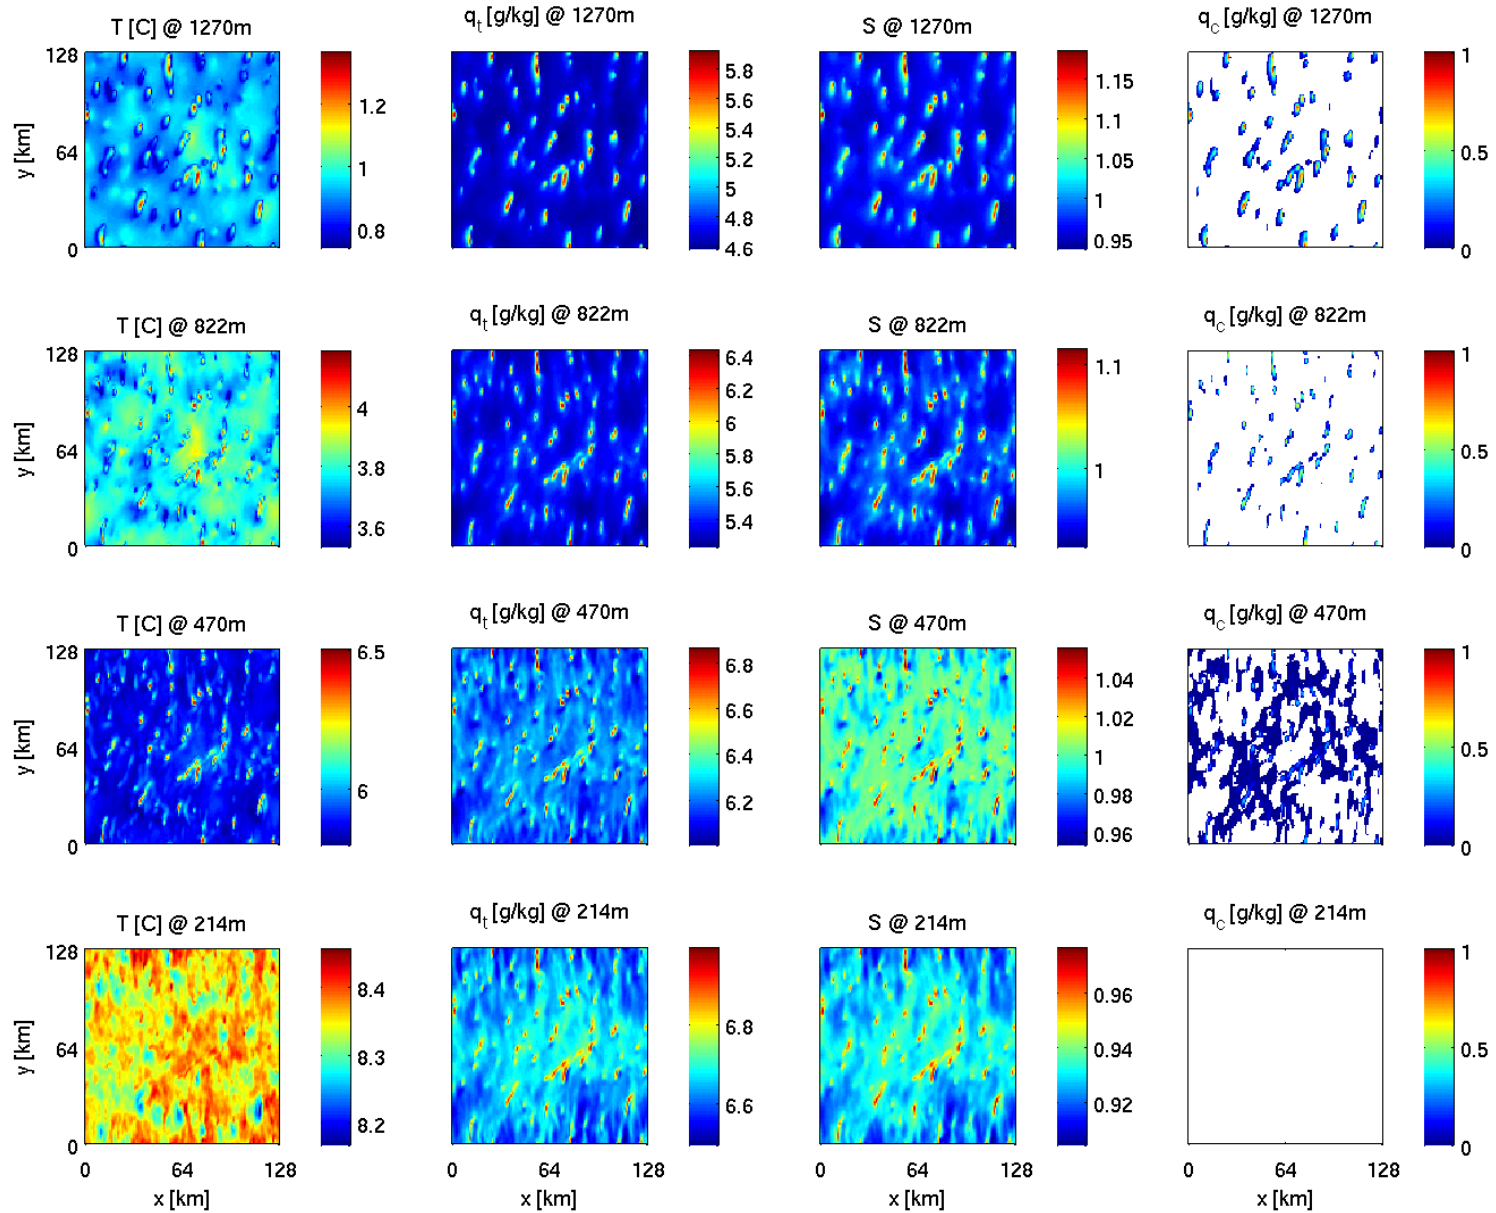 T [C] @ 1270m
q_t [g/kg] @ 1270m
S @ 1270m
q_c [g/kg] @ 1270m
128
64
0
y [km]
1.2
1
0.8
5.8
5.6
5.4
5.2
5
4.8
4.6
1.15
1.1
1.05
1
0.95
1
0.5
0
T [C] @ 822m
q_t [g/kg] @ 822m
S @ 822m
q_c [g/kg] @ 822m
128
64
0
y [km]
4
3.8
3.6
6.4
6.2
6
5.8
5.6
5.4
1.1
1
1
0.5
0
T [C] @ 470m
q_t [g/kg] @ 470m
S @ 470m
q_c [g/kg] @ 470m
128
64
0
y [km]
6.5
6
6.8
6.6
6.4
6.2
1.04
1.02
1
0.98
0.96
1
0.5
0
T [C] @ 214m
q_t [g/kg] @ 214m
S @ 214m
q_c [g/kg] @ 214m
128
64
0
y [km]
8.4
8.3
8.2
6.8
6.6
0.96
0.94
0.92
1
0.5
0
0 64 128
x [km]
0 64 128
x [km]
0 64 128
x [km]
0 64 128
x [km]